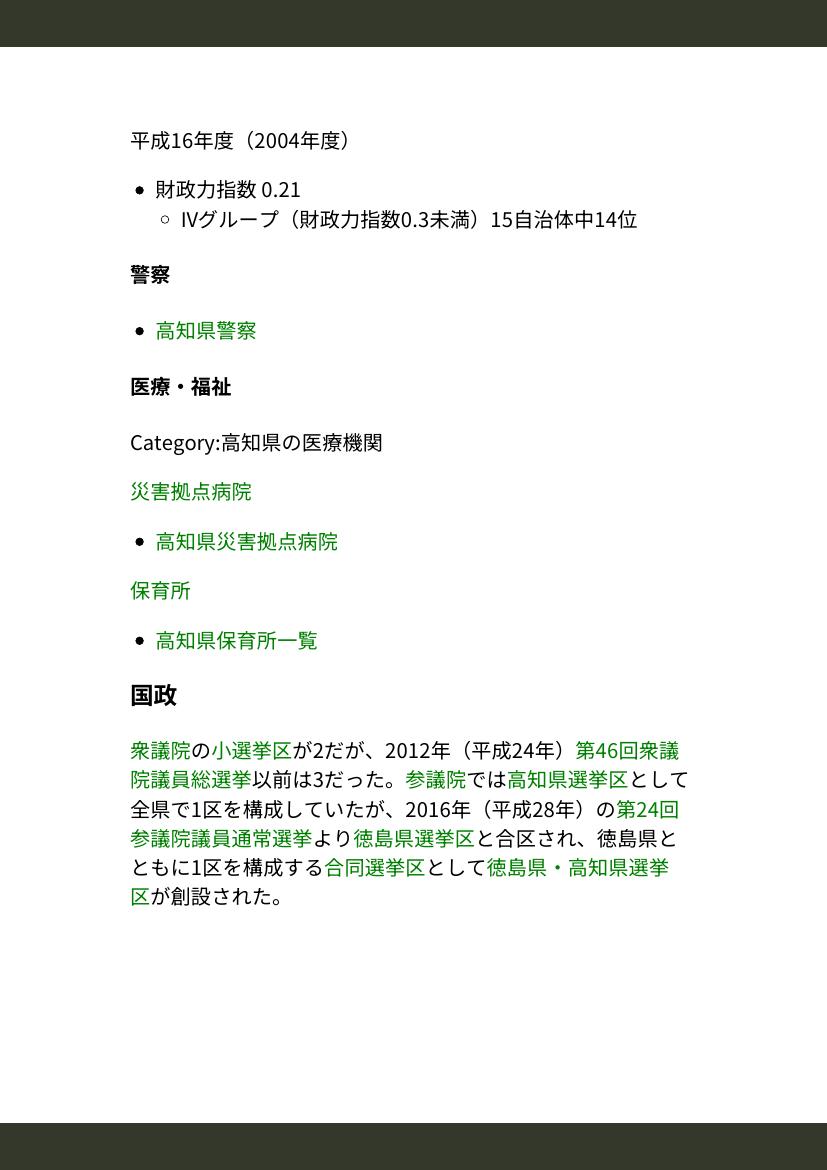 平成16年度（2004年度）
財政力指数 0.21
Ⅳグループ（財政力指数0.3未満）15自治体中14位
警察
高知県警察
医療・福祉
Category:高知県の医療機関
災害拠点病院
高知県災害拠点病院
保育所
高知県保育所一覧
国政
衆議院の小選挙区が2だが、2012年（平成24年）第46回衆議
院議員総選挙以前は3だった。参議院では高知県選挙区として
全県で1区を構成していたが、2016年（平成28年）の第24回
参議院議員通常選挙より徳島県選挙区と合区され、徳島県と
ともに1区を構成する合同選挙区として徳島県・高知県選挙
区が創設された。